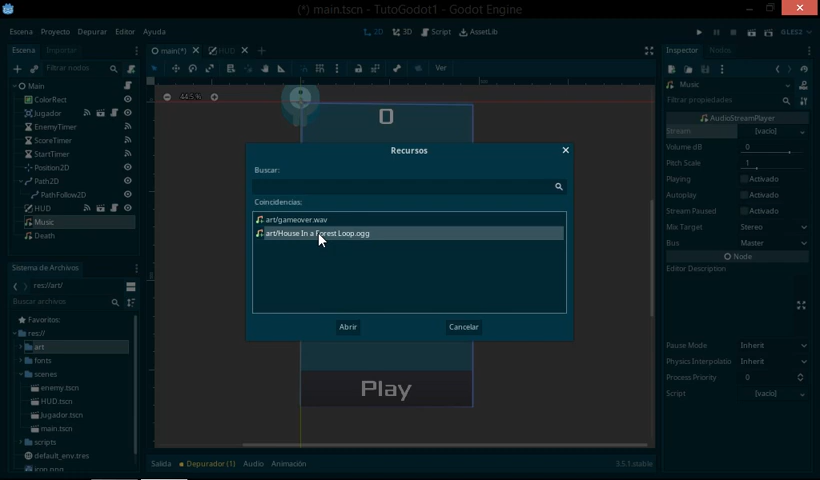 (*) main.tscn - TutoGodot1 - Godot Engine
Escena Proyecto Depurar Editor Ayuda
2D 3D Script AssetLib
GLES2
Escena Importar
Filtrar nodos
Main
ColorRect
Jugador
EnemyTimer
ScoreTimer
StartTimer
Position2D
Path2D
PathFollow2D
HUD
Music
Death
Sistema de Archivos
res://art/
Buscar archivos
Favoritos:
res://
art
fonts
scenes
enemy.tscn
HUD.tscn
Jugador.tscn
main.tscn
scripts
default_env.tres
icon.png
main(*) HUD
Ver
44.5 %
0
Play
Recursos
Buscar:
Coincidencias:
art/gameover.wav
art/House In a Forest Loop.ogg
Abrir Cancelar
Salida Depurador (1) Audio Animación 3.5.1.stable
Inspector Nodos
Music
Filtrar propiedades
AudioStreamPlayer
Stream [vacío]
Volume dB 0
Pitch Scale 1
Playing Activado
Autoplay Activado
Stream Paused Activado
Mix Target Stereo
Bus Master
Node
Editor Description
Pause Mode Inherit
Physics Interpolatio Inherit
Process Priority 0
Script [vacío]